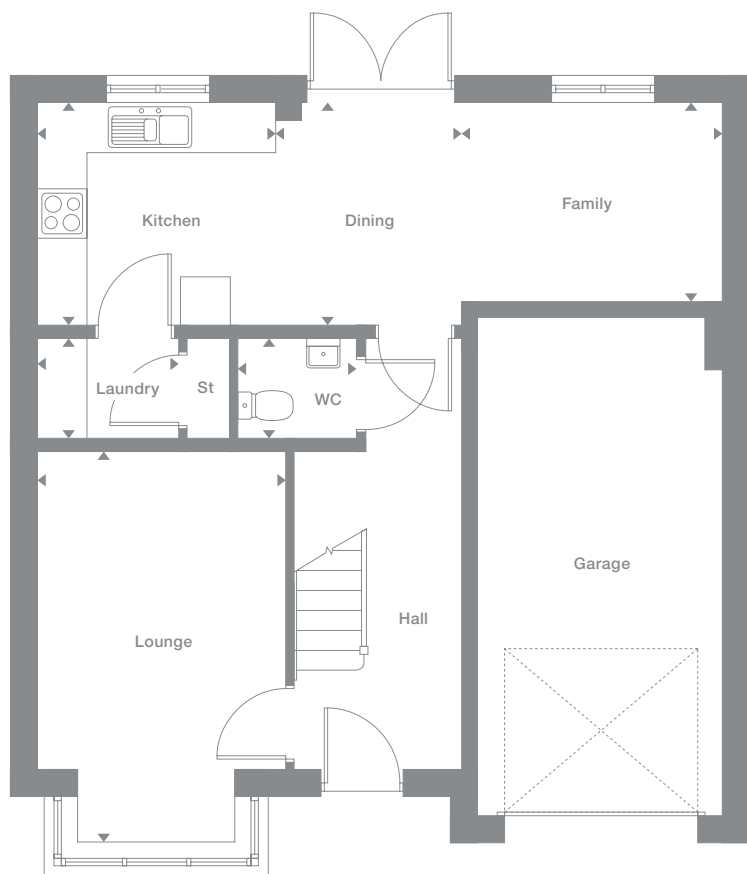 Kitchen
Dining
Family
Laundry
St
WC
Garage
Hall
Lounge